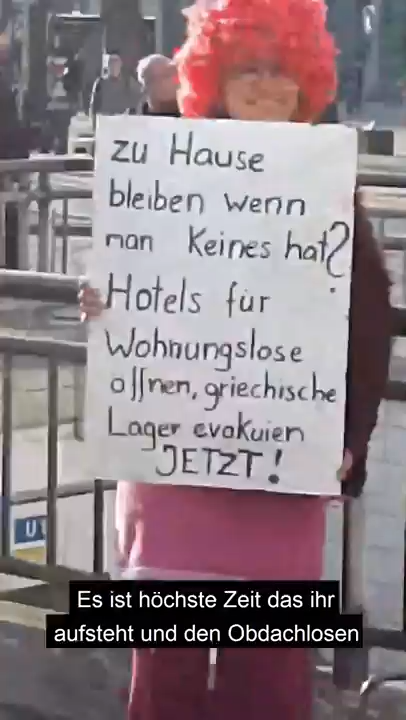 zu Hause
bleiben wenn
man Keines hat?
Hotels für
Wohnungslose
öffnen, griechische
Lager evakuien
JETZT!
U
Es ist höchste Zeit das ihr
aufsteht und den Obdachlosen